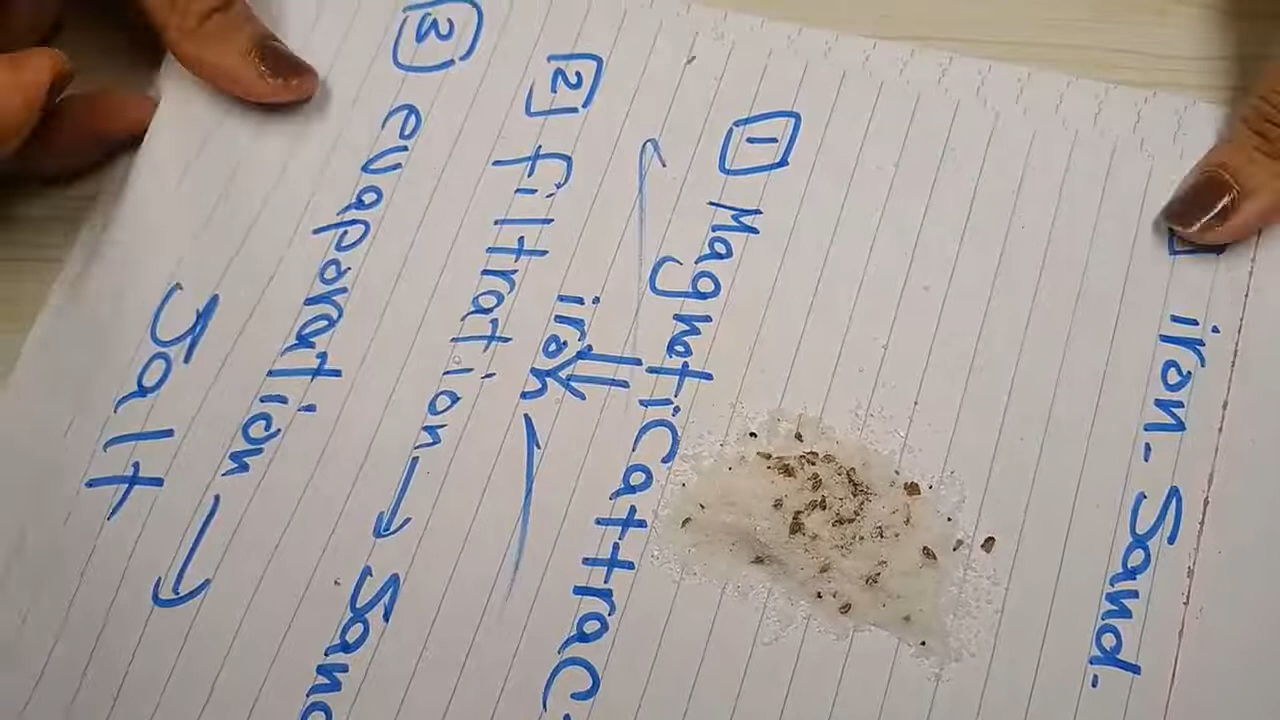 iron. Sand.
1 Magnetic attrac
iron
2 filtration → Sand
3 evaporation →
Salt